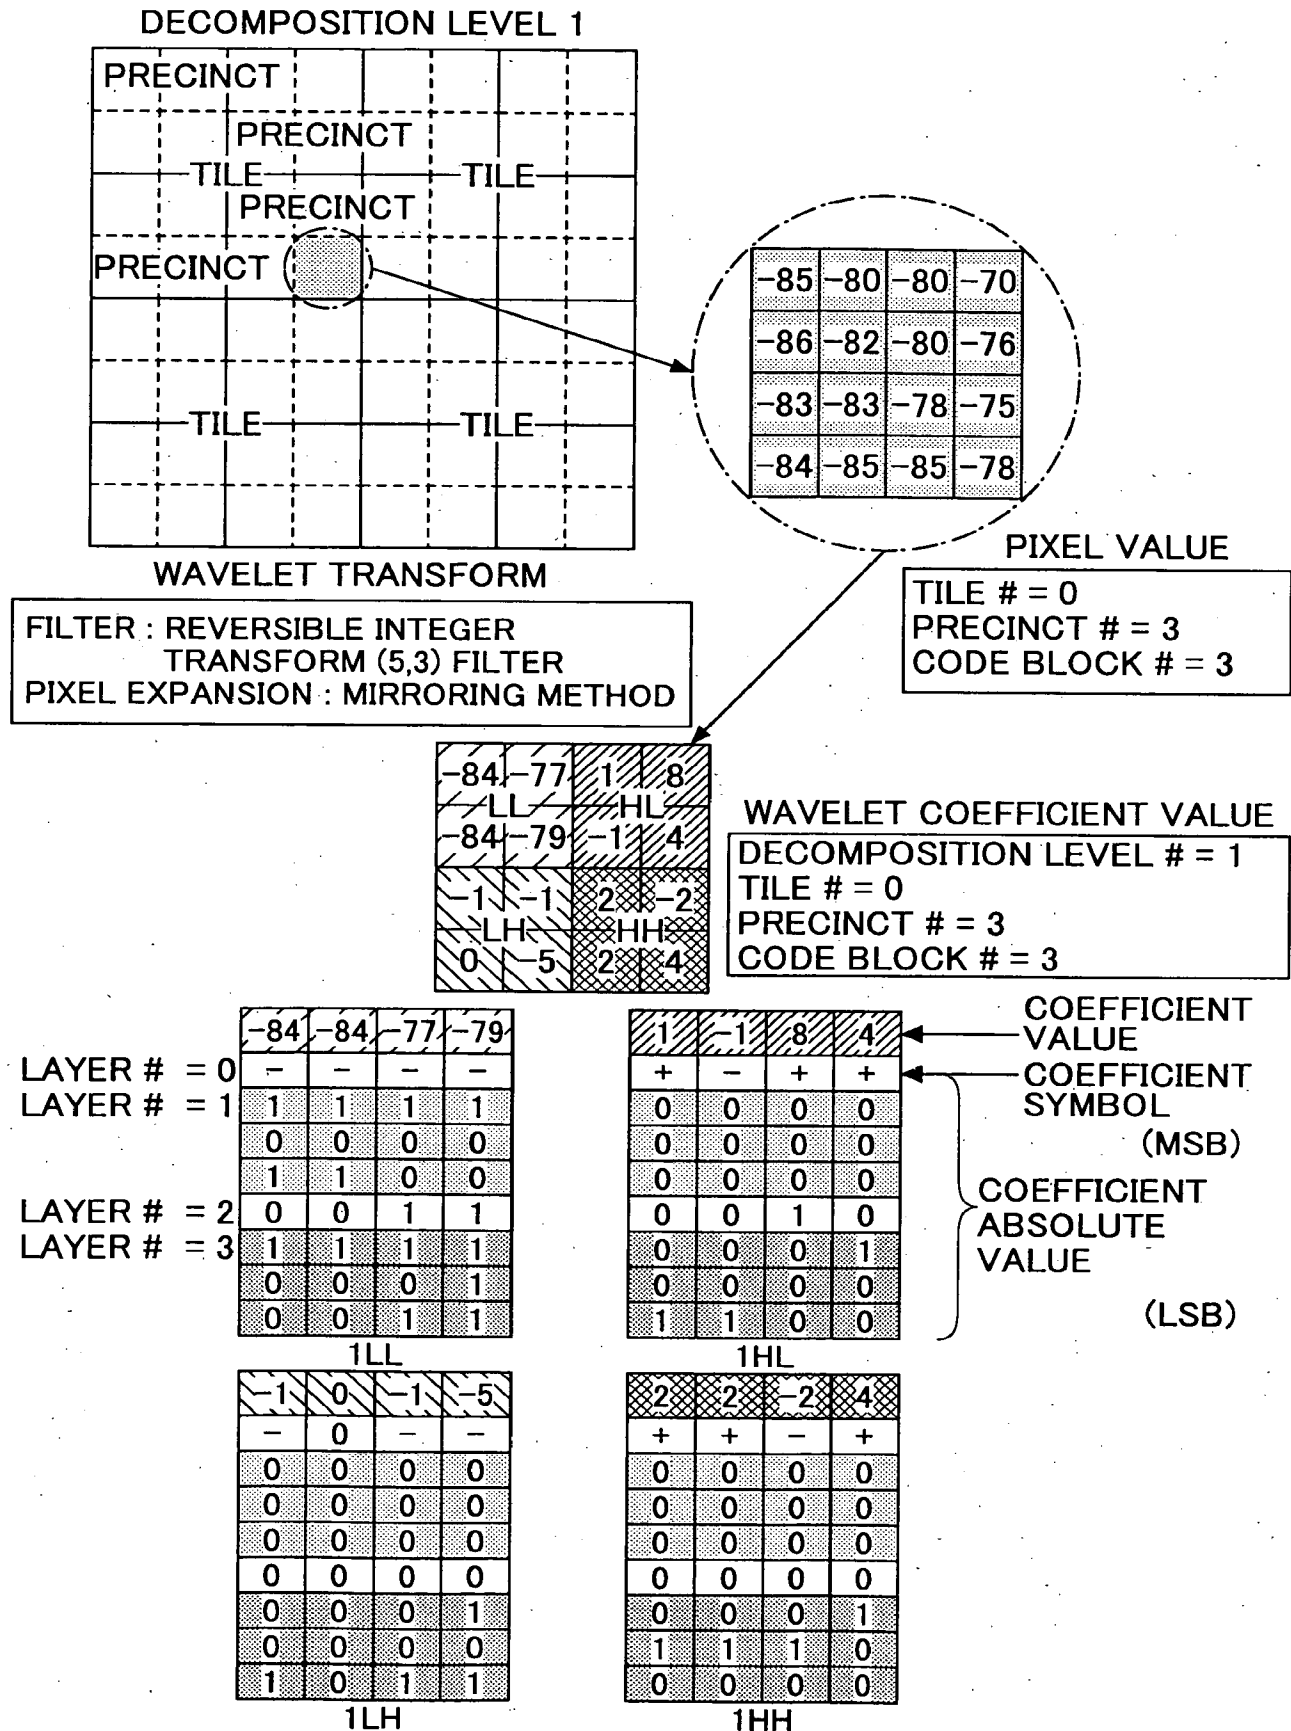 DECOMPOSITION LEVEL 1
PRECINCT
PRECINCT
TILE TILE
PRECINCT
PRECINCT
TILE TILE
-85 -80 -80 -70
-86 -82 -80 -76
-83 -83 -78 -75
-84 -85 -85 -78
PIXEL VALUE
TILE # = 0
PRECINCT # = 3
CODE BLOCK # = 3
WAVELET TRANSFORM
FILTER : REVERSIBLE INTEGER
TRANSFORM (5,3) FILTER
PIXEL EXPANSION : MIRRORING METHOD
-84 -77 1 8
LL HL
-84 -79 -1 4
-1 -1 2 -2
LH HH
0 -5 2 4
WAVELET COEFFICIENT VALUE
DECOMPOSITION LEVEL # = 1
TILE # = 0
PRECINCT # = 3
CODE BLOCK # = 3
-84 -84 -77 -79
LAYER # = 0 - - - -
LAYER # = 1 1 1 1 1
0 0 0 0
1 1 0 0
LAYER # = 2 0 0 1 1
LAYER # = 3 1 1 1 1
0 0 0 1
0 0 1 1
1LL
1 -1 8 4
+ - + +
0 0 0 0
0 0 0 0
0 0 0 0
0 0 1 0
0 0 0 1
0 0 0 0
1 1 0 0
1HL
COEFFICIENT
VALUE
COEFFICIENT
SYMBOL
(MSB)
COEFFICIENT
ABSOLUTE
VALUE
(LSB)
-1 0 -1 -5
- 0 - -
0 0 0 0
0 0 0 0
0 0 0 0
0 0 0 0
0 0 0 1
0 0 0 0
1 0 1 1
1LH
2 2 -2 4
+ + - +
0 0 0 0
0 0 0 0
0 0 0 0
0 0 0 0
0 0 0 1
1 1 1 0
0 0 0 0
1HH